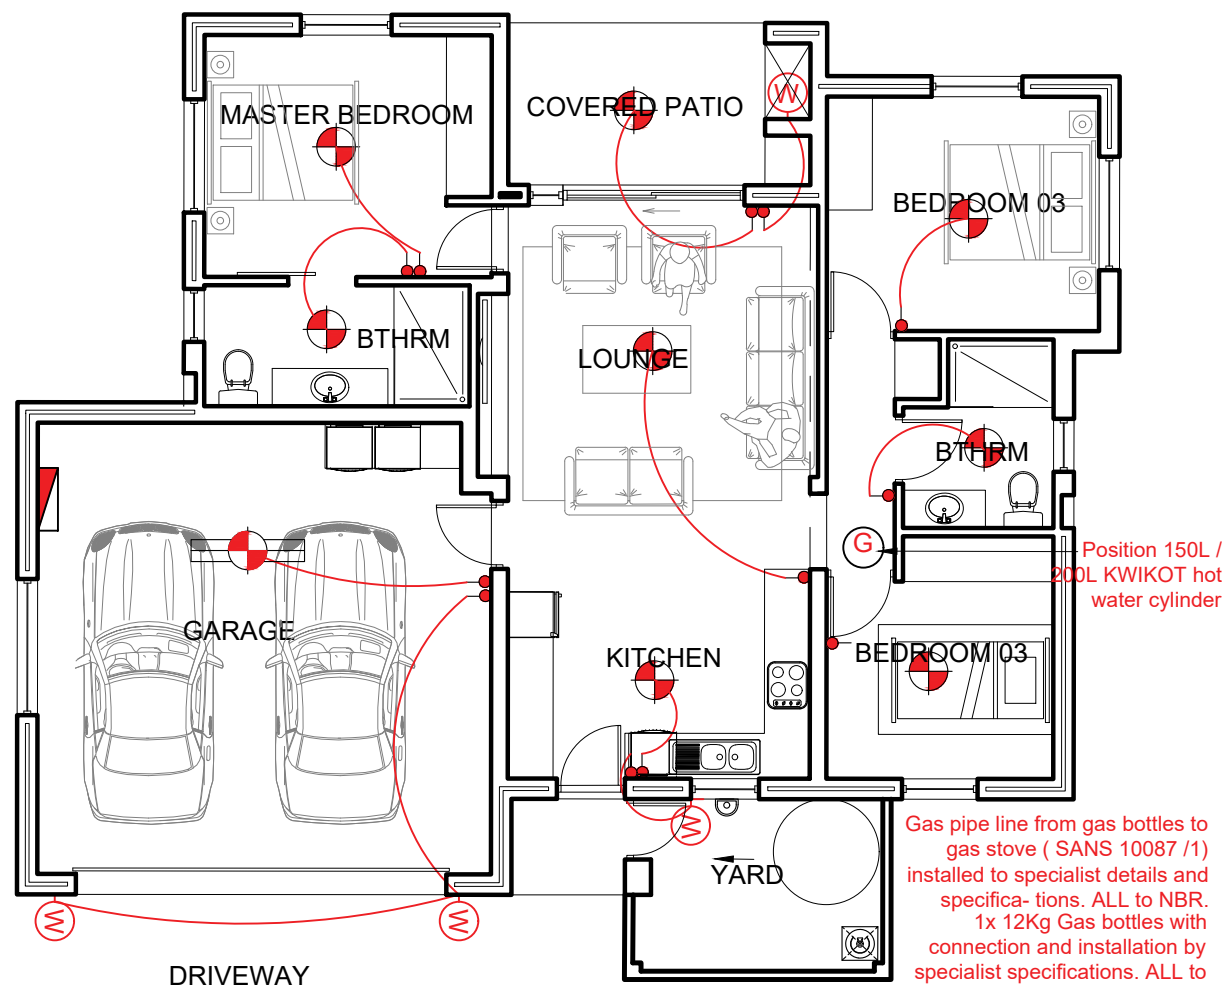 MASTER BEDROOM
COVERED PATIO
W
BEDROOM 03
BTHRM
LOUNGE
BTHRM
G
Position 150L /
200L KWIKOT hot
water cylinder
GARAGE
KITCHEN
BEDROOM 03
W
YARD
Gas pipe line from gas bottles to
gas stove ( SANS 10087 /1)
installed to specialist details and
specifica- tions. ALL to NBR.
1x 12Kg Gas bottles with
connection and installation by
specialist specifications. ALL to
W
W
DRIVEWAY